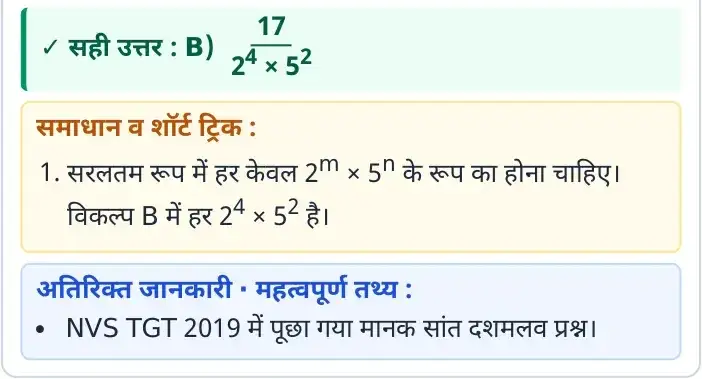 ✓ सही उत्तर : B) 17 / 2⁴ × 5²
समाधान व शॉर्ट ट्रिक :
1. सरलतम रूप में हर केवल 2ᵐ × 5ⁿ के रूप का होना चाहिए।
विकल्प B में हर 2⁴ × 5² है।
अतिरिक्त जानकारी · महत्वपूर्ण तथ्य :
• NVS TGT 2019 में पूछा गया मानक सांत दशमलव प्रश्न।